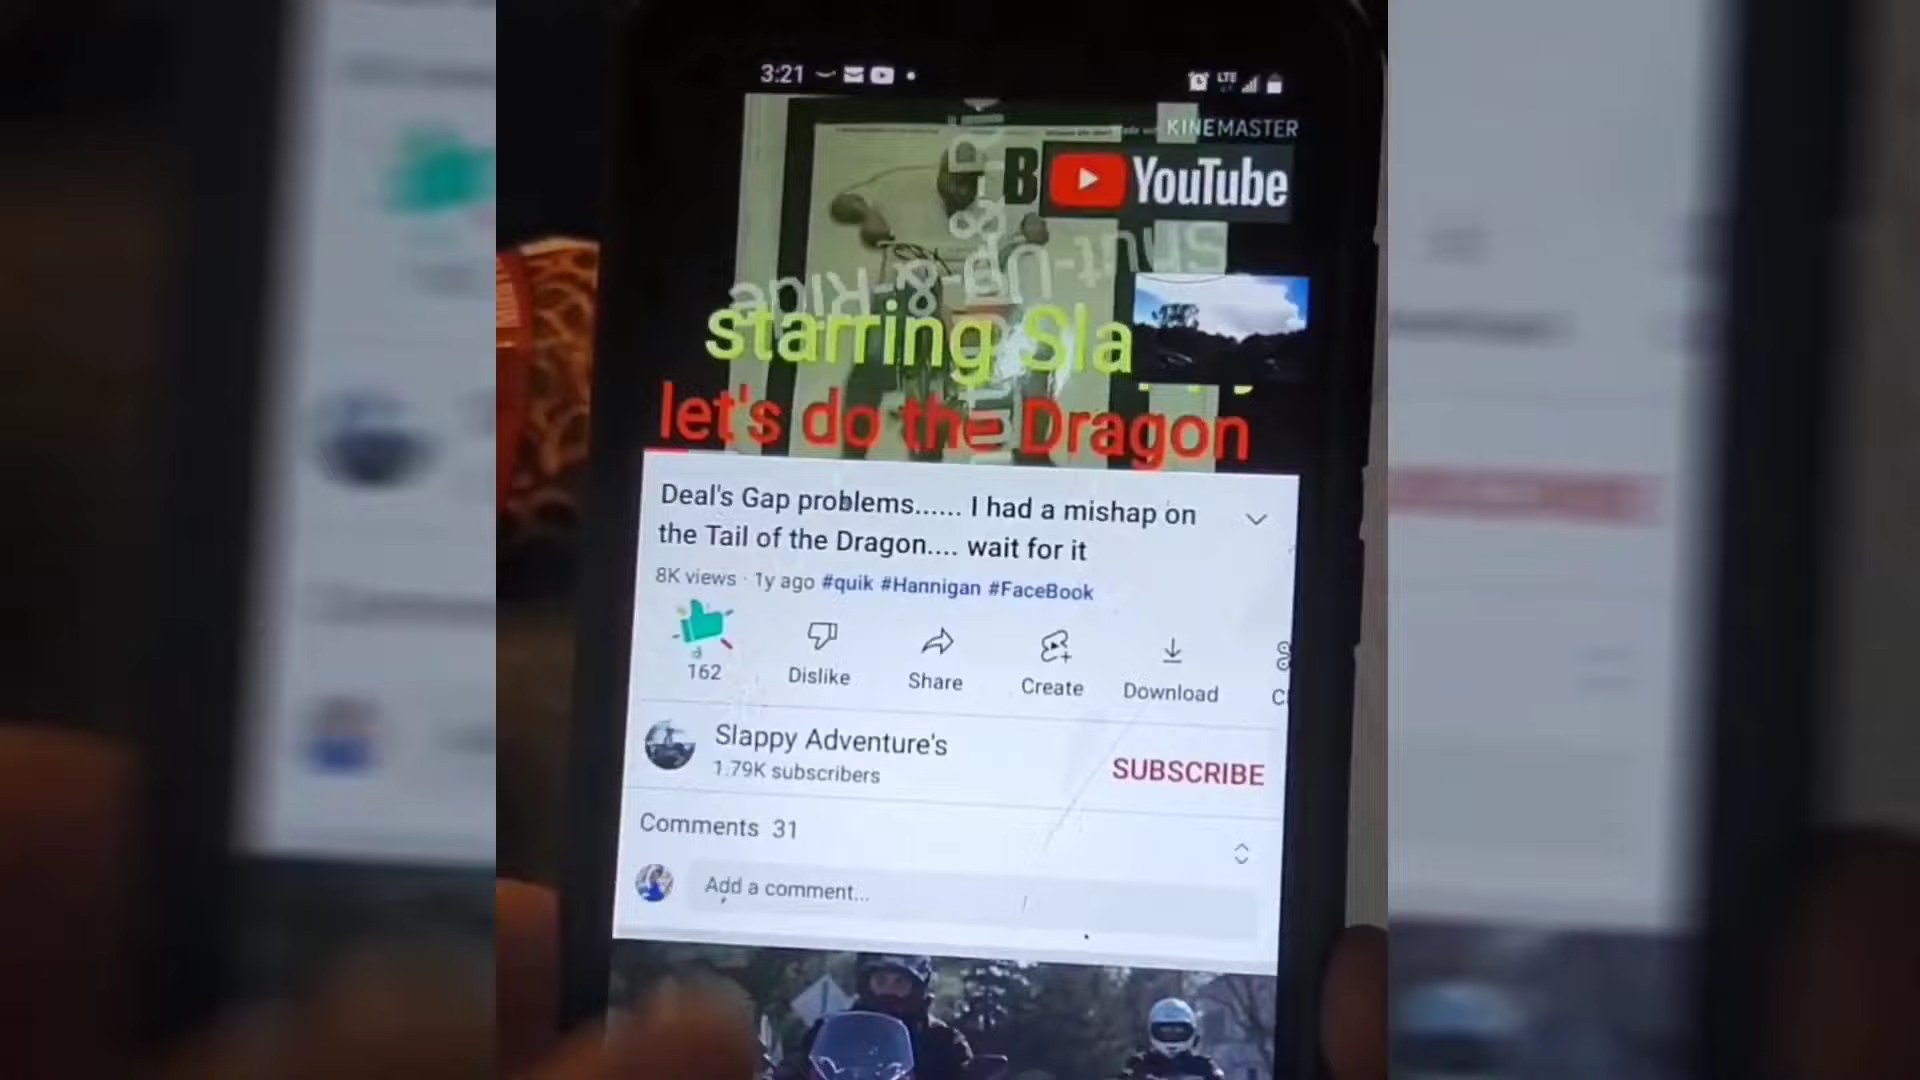 3:21
LTE
KINEMASTER
B YouTube
Shut-Up-&-Ride
starring Sla
let's do the Dragon
Deal's Gap problems...... I had a mishap on
the Tail of the Dragon.... wait for it
8K views · 1y ago #quik #Hannigan #FaceBook
162
Dislike
Share
Create
Download
Slappy Adventure's
1.79K subscribers
SUBSCRIBE
Comments 31
Add a comment...